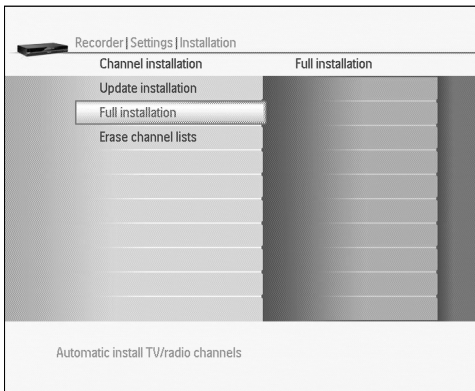 Recorder | Settings | Installation
Channel installation Full installation
Update installation
Full installation
Erase channel lists
Automatic install TV/radio channels